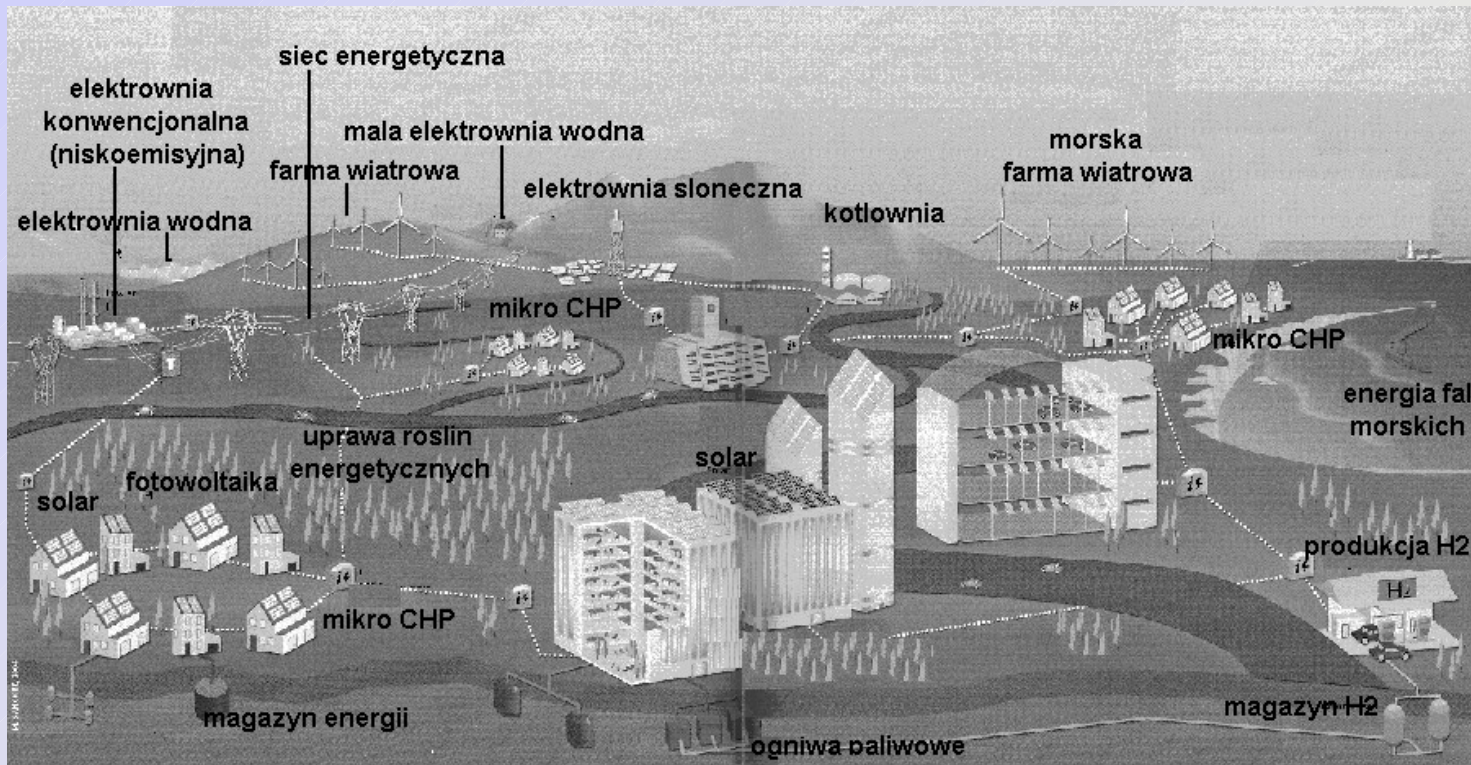 siec energetyczna
elektrownia
konwencjonalna
(niskoemisyjna)
mala elektrownia wodna
morska
farma wiatrowa
farma wiatrowa
elektrownia sloneczna
kotlownia
elektrownia wodna
mikro CHP
mikro CHP
energia fal
morskich
uprawa roslin
energetycznych
solar
fotowoltaika
solar
produkcja H2
H2
mikro CHP
magazyn energii
magazyn H2
ogniwa paliwowe